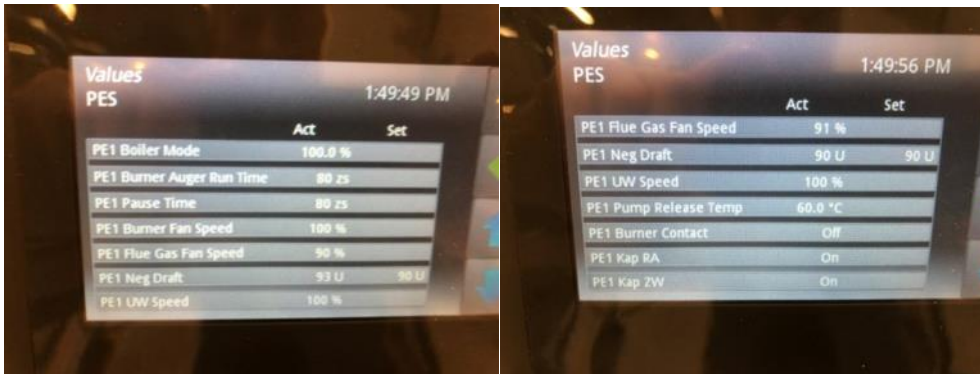 Values
PES
1:49:49 PM
Act Set
PE1 Boiler Mode 100.0 %
PE1 Burner Auger Run Time 80 zs
PE1 Pause Time 80 zs
PE1 Burner Fan Speed 100 %
PE1 Flue Gas Fan Speed 90 %
PE1 Neg Draft 93 U 90 U
PE1 UW Speed 100 %
Values
PES
1:49:56 PM
Act Set
PE1 Flue Gas Fan Speed 91 %
PE1 Neg Draft 90 U 90 U
PE1 UW Speed 100 %
PE1 Pump Release Temp 60.0 °C
PE1 Burner Contact Off
PE1 Kap RA On
PE1 Kap ZW On